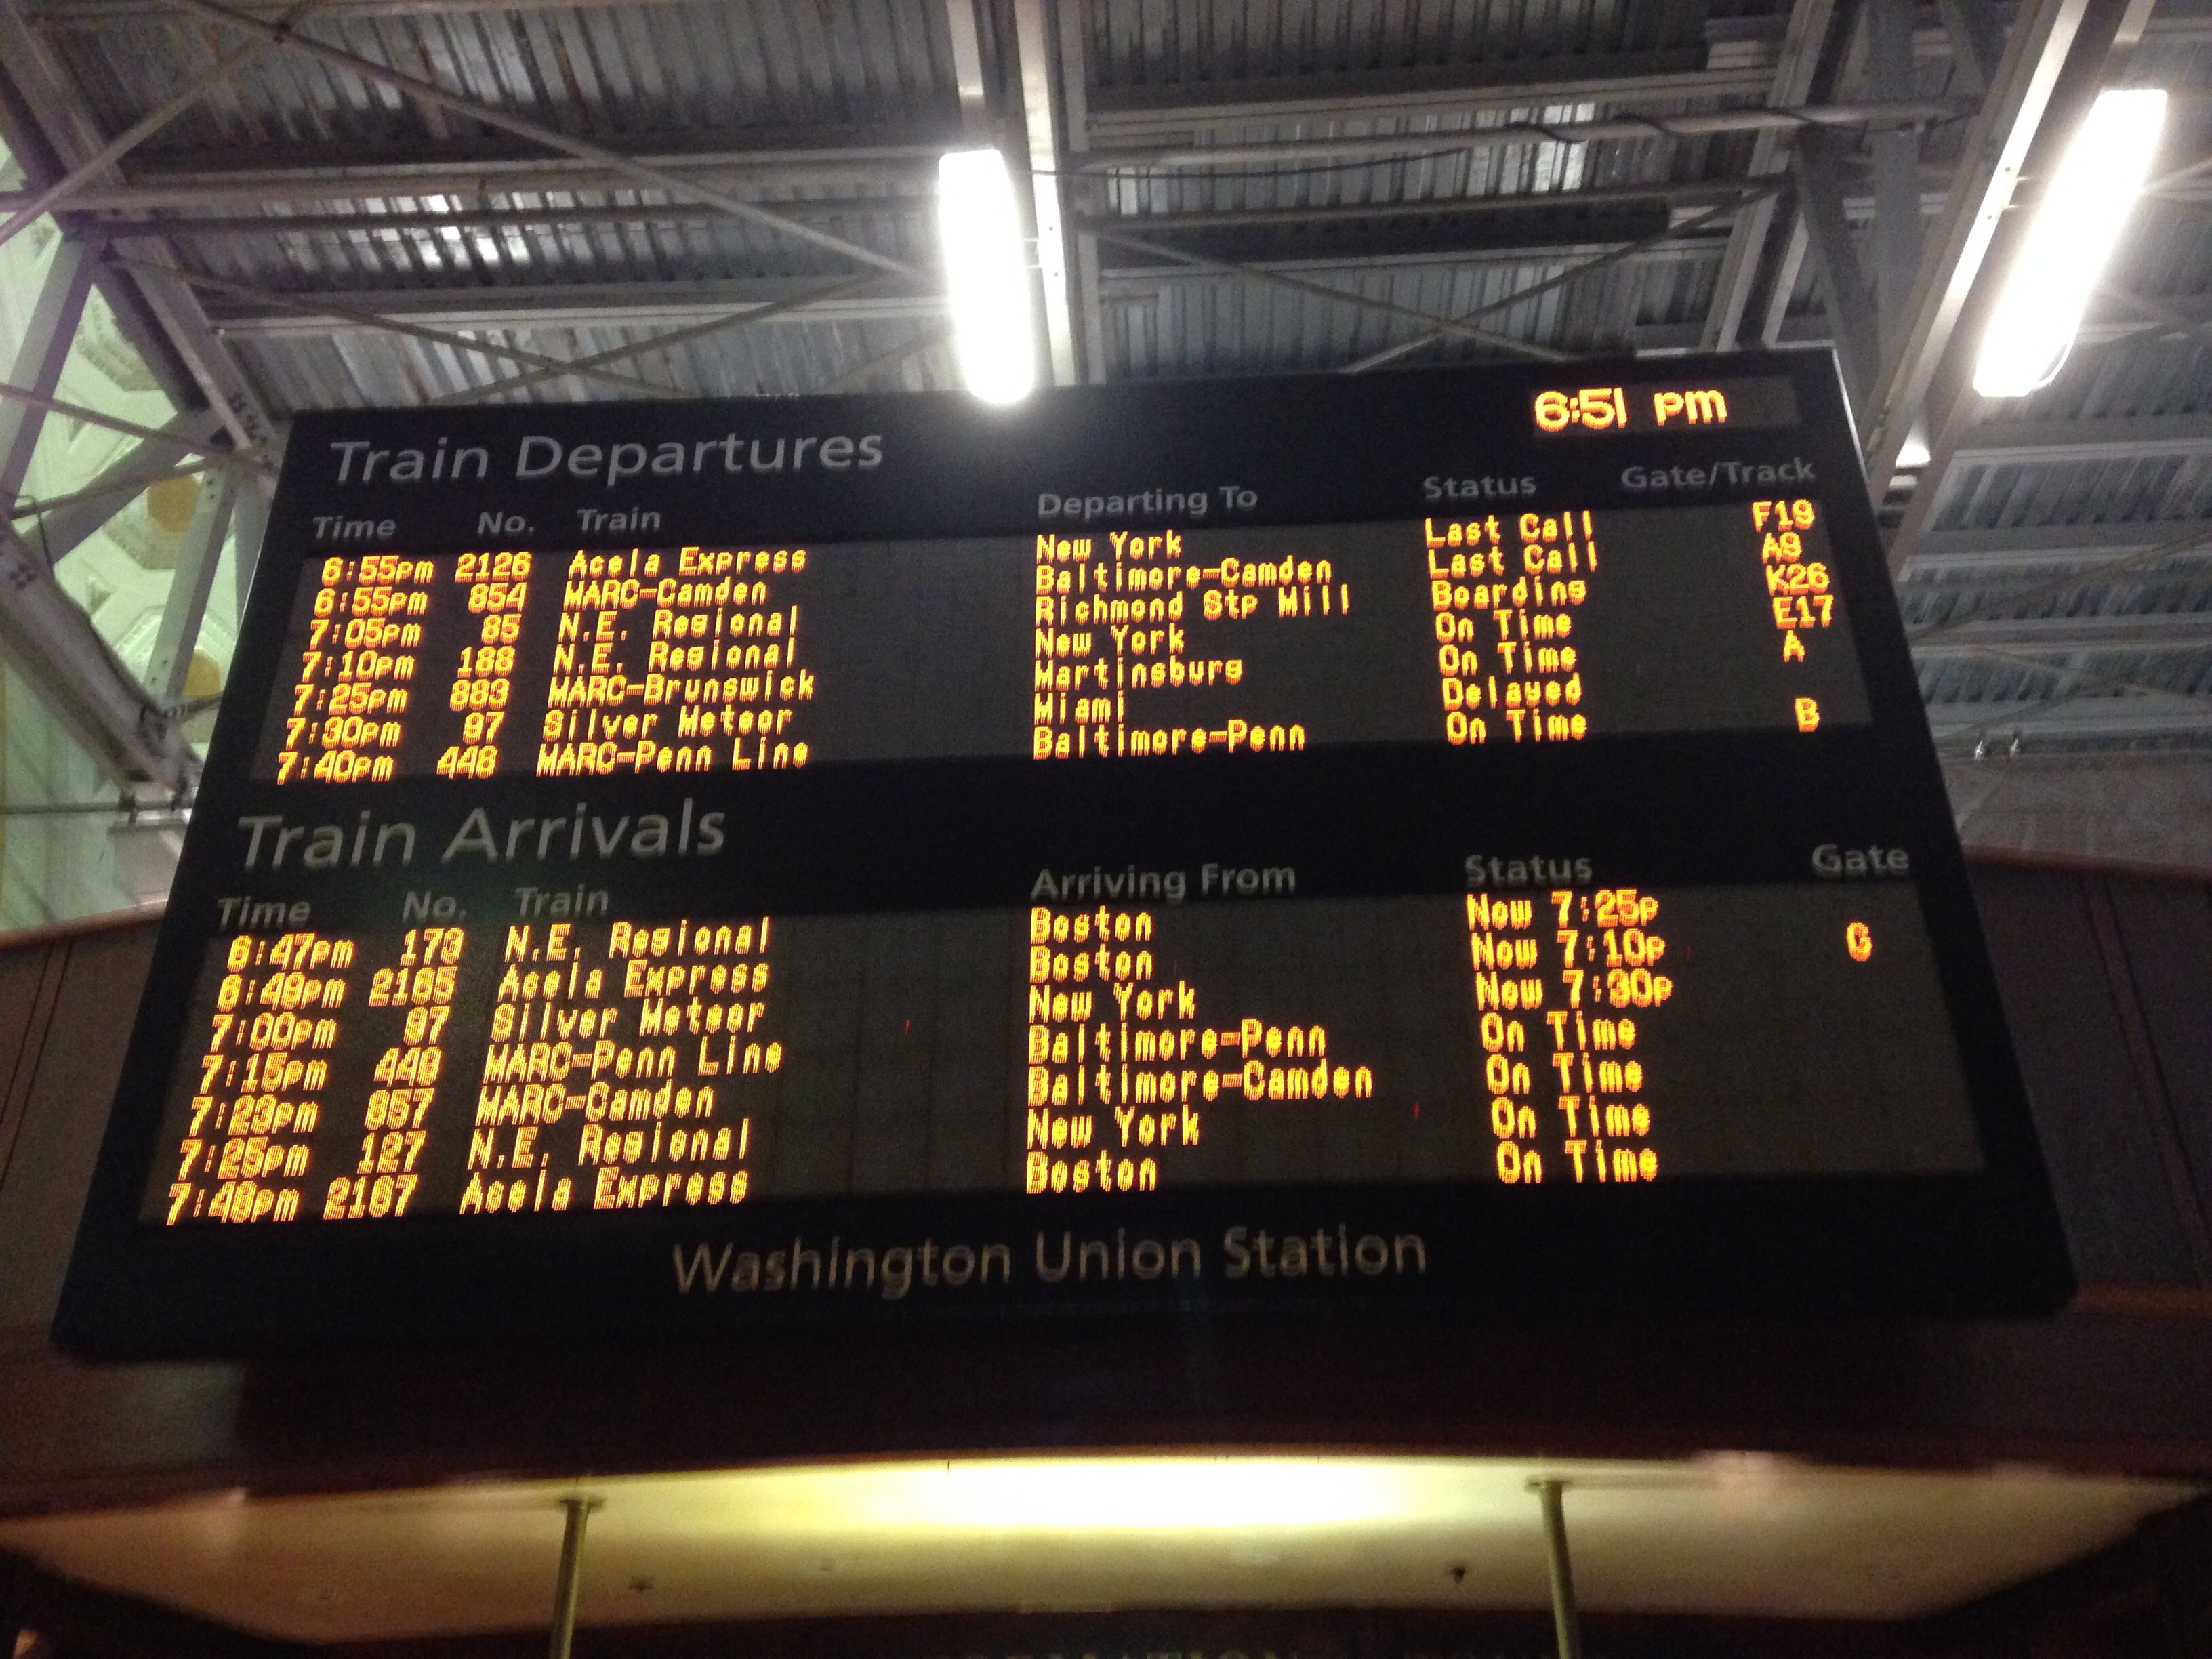 6:51 pm
Train Departures
Time No. Train Departing To Status Gate/Track
6:55pm 2126 Acela Express New York Last Call F19
6:55pm 854 MARC-Camden Baltimore-Camden Last Call A9
7:05pm 85 N.E. Regional Richmond Stp Mill Boarding K26
7:10pm 188 N.E. Regional New York On Time E17
7:25pm 883 MARC-Brunswick Martinsburg On Time A
7:30pm 97 Silver Meteor Miami Delayed
7:40pm 448 MARC-Penn Line Baltimore-Penn On Time B
Train Arrivals
Time No. Train Arriving From Status Gate
6:47pm 173 N.E. Regional Boston Now 7:25p
6:49pm 2165 Acela Express Boston Now 7:10p G
7:00pm 97 Silver Meteor New York Now 7:30p
7:15pm 449 MARC-Penn Line Baltimore-Penn On Time
7:23pm 857 MARC-Camden Baltimore-Camden On Time
7:25pm 127 N.E. Regional New York On Time
7:49pm 2167 Acela Express Boston On Time
Washington Union Station